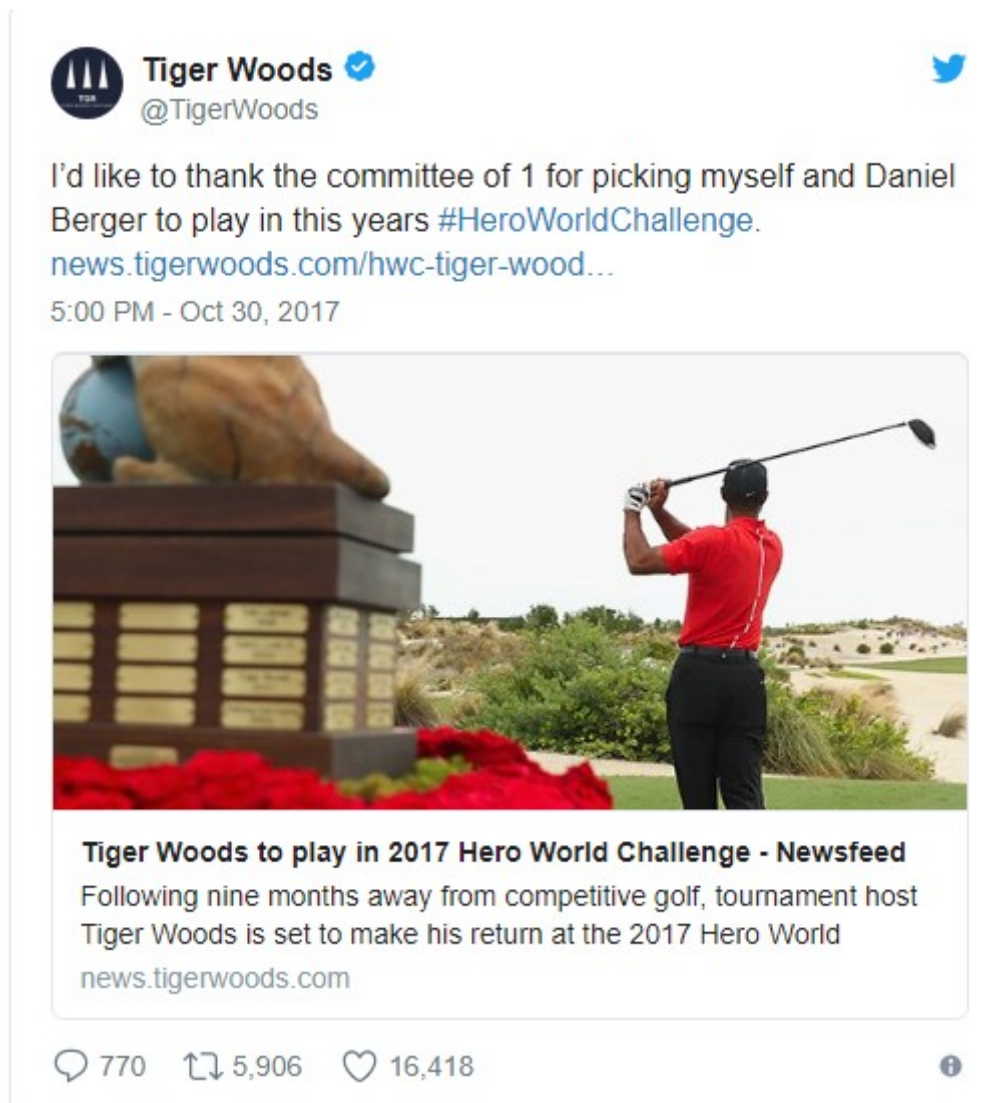 Tiger Woods
@TigerWoods
I'd like to thank the committee of 1 for picking myself and Daniel
Berger to play in this years #HeroWorldChallenge.
news.tigerwoods.com/hwc-tiger-wood…
5:00 PM - Oct 30, 2017
Tiger Woods to play in 2017 Hero World Challenge - Newsfeed
Following nine months away from competitive golf, tournament host
Tiger Woods is set to make his return at the 2017 Hero World
news.tigerwoods.com
770 5,906 16,418